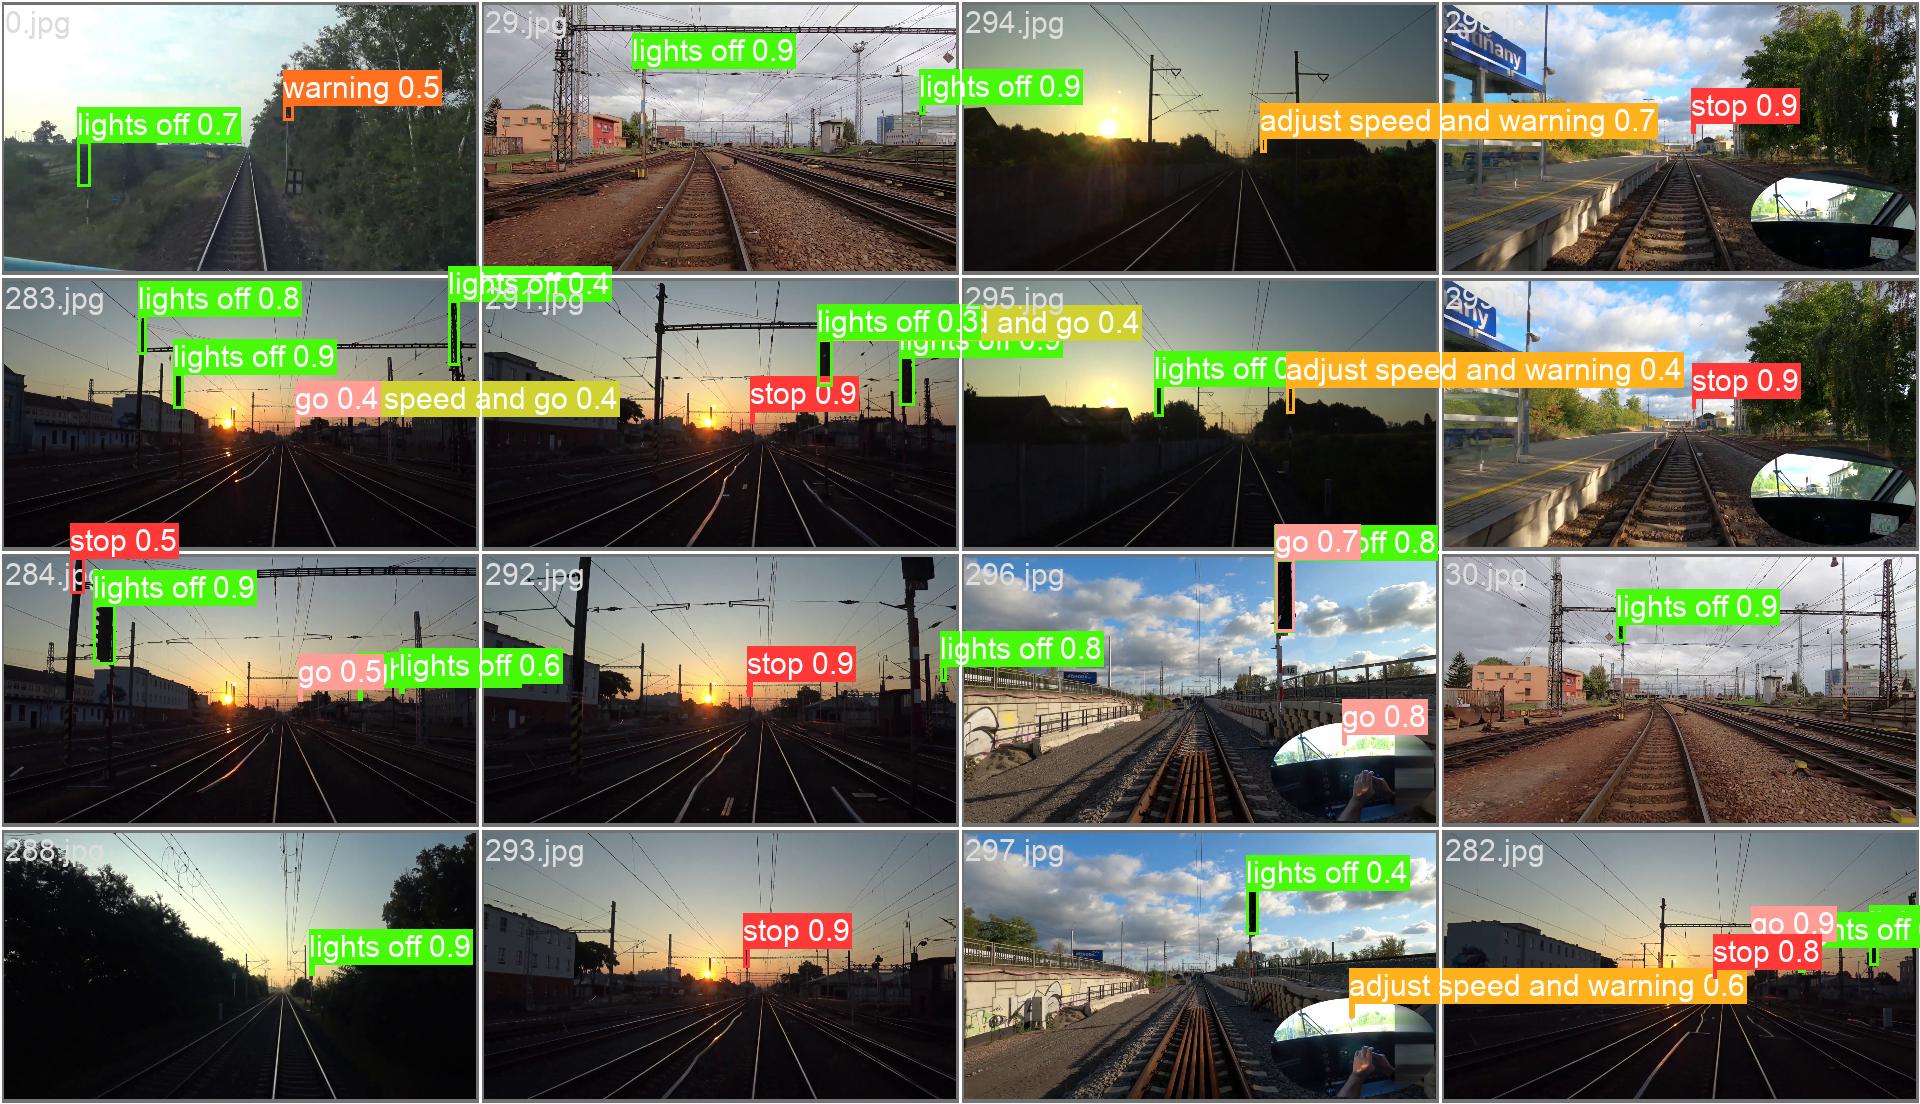 0.jpg
warning 0.5
lights off 0.7
29.jpg
lights off 0.9
lights off 0.9
294.jpg
adjust speed and warning 0.7
stop 0.9
283.jpg
lights off 0.8
lights off 0.9
go 0.4
speed and go 0.4
lights off 0.4
lights off 0.3
stop 0.9
295.jpg
and go 0.4
lights off
adjust speed and warning 0.4
stop 0.9
stop 0.5
lights off 0.9
go 0.5
lights off 0.6
292.jpg
stop 0.9
lights off 0.8
296.jpg
go 0.7
off 0.8
go 0.8
30.jpg
lights off 0.9
288.jpg
lights off 0.9
293.jpg
stop 0.9
297.jpg
lights off 0.4
adjust speed and warning 0.6
282.jpg
go 0.9
off
stop 0.8